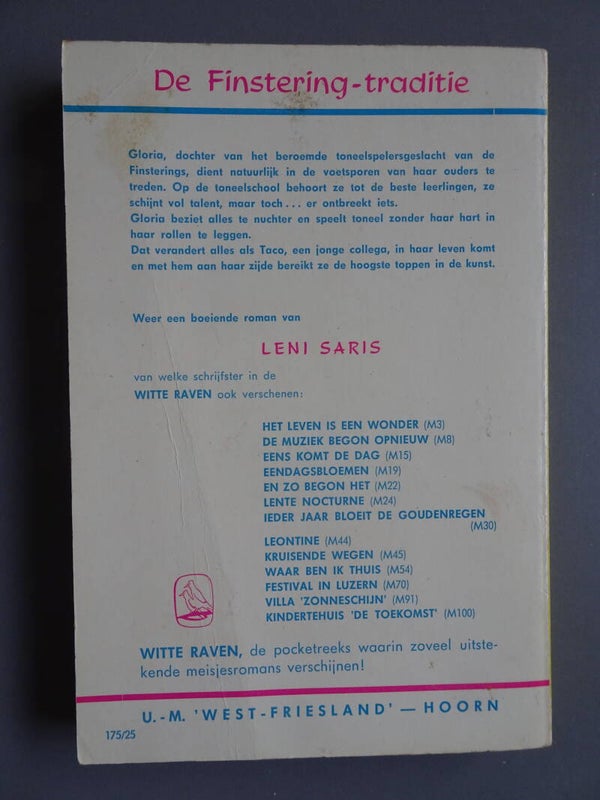 De Finstering-traditie
Gloria, dochter van het beroemde toneelspelersgeslacht van de
Finsterings, dient natuurlijk in de voetsporen van haar ouders te
treden. Op de toneelschool behoort ze tot de beste leerlingen, ze
schijnt vol talent, maar toch... er ontbreekt iets.
Gloria beziet alles te nuchter en speelt toneel zonder haar hart in
haar rollen te leggen.
Dat verandert alles als Taco, een jonge collega, in haar leven komt
en met hem aan haar zijde bereikt ze de hoogste toppen in de kunst.
Weer een boeiende roman van
LENI SARIS
van welke schrijfster in de
WITTE RAVEN ook verschenen:
HET LEVEN IS EEN WONDER (M3)
DE MUZIEK BEGON OPNIEUW (M8)
EENS KOMT DE DAG (M15)
EENDAGSBLOEMEN (M19)
EN ZO BEGON HET (M22)
LENTE NOCTURNE (M24)
IEDER JAAR BLOEIT DE GOUDENREGEN
(M30)
LEONTINE (M44)
KRUISENDE WEGEN (M45)
WAAR BEN IK THUIS (M54)
FESTIVAL IN LUZERN (M70)
VILLA 'ZONNESCHIJN' (M91)
KINDERTEHUIS 'DE TOEKOMST' (M100)
WITTE RAVEN, de pocketreeks waarin zoveel uitste-
kende meisjesromans verschijnen!
U.-M. 'WEST-FRIESLAND' — HOORN
175/25